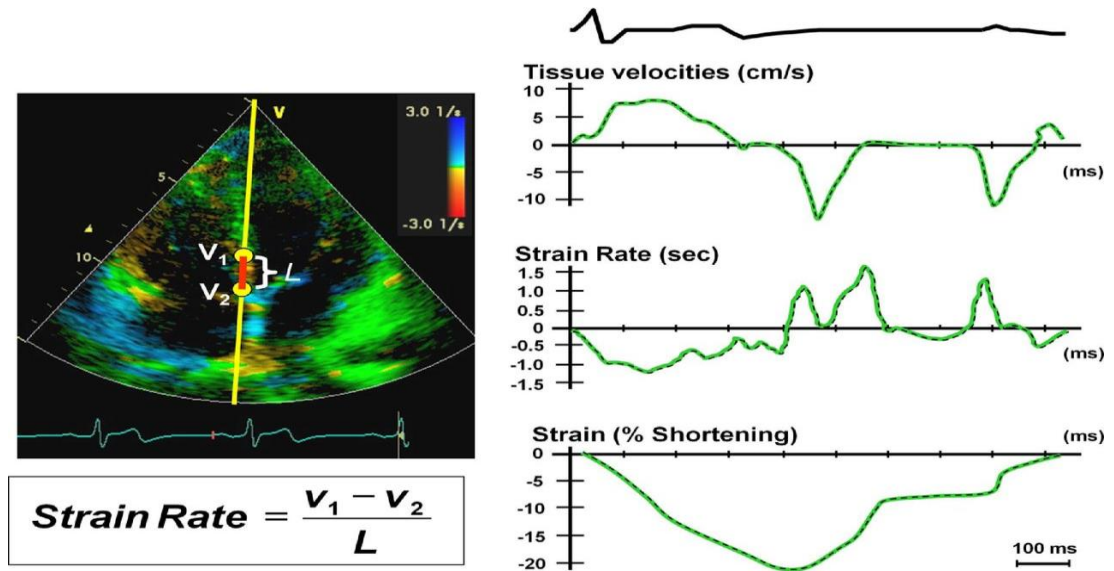 3.0 1/s
-3.0 1/s
V
5
10
V1
V2
L
Strain Rate = v1 − v2 / L
Tissue velocities (cm/s)
10
5
0
-5
-10
(ms)
Strain Rate (sec)
1.5
1.0
0
-0.5
-1.0
-1.5
(ms)
Strain (% Shortening)
(ms)
0
-5
-10
-15
-20
100 ms